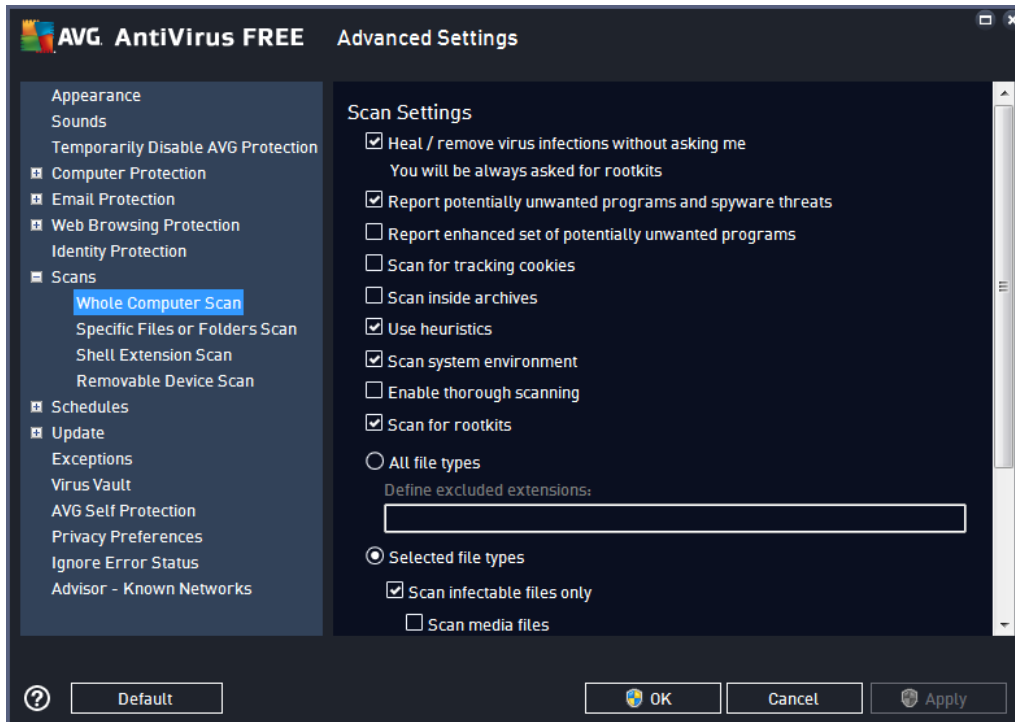 AVG. AntiVirus FREE Advanced Settings
Appearance
Sounds
Temporarily Disable AVG Protection
Computer Protection
Email Protection
Web Browsing Protection
Identity Protection
Scans
Whole Computer Scan
Specific Files or Folders Scan
Shell Extension Scan
Removable Device Scan
Schedules
Update
Exceptions
Virus Vault
AVG Self Protection
Privacy Preferences
Ignore Error Status
Advisor - Known Networks
Scan Settings
Heal / remove virus infections without asking me
You will be always asked for rootkits
Report potentially unwanted programs and spyware threats
Report enhanced set of potentially unwanted programs
Scan for tracking cookies
Scan inside archives
Use heuristics
Scan system environment
Enable thorough scanning
Scan for rootkits
All file types
Define excluded extensions:
Selected file types
Scan infectable files only
Scan media files
? Default OK Cancel Apply